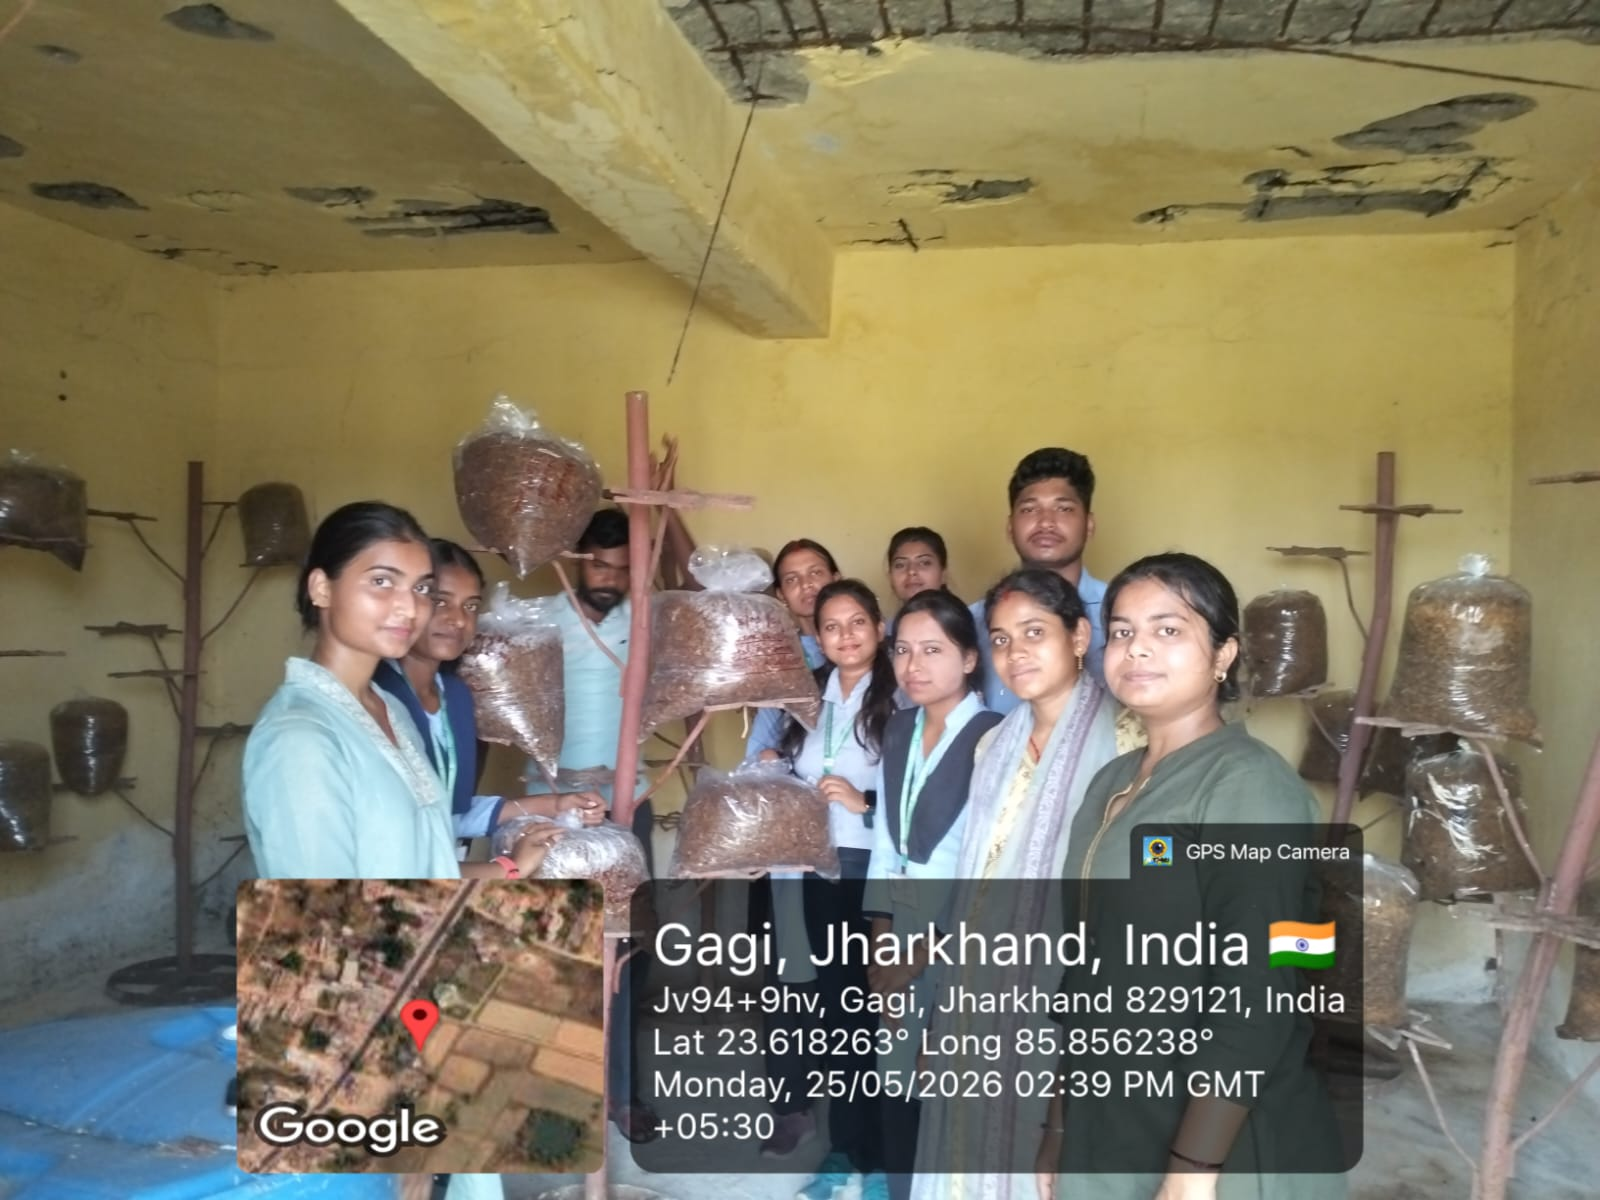 GPS Map Camera
Gagi, Jharkhand, India
Jv94+9hv, Gagi, Jharkhand 829121, India
Lat 23.618263° Long 85.856238°
Monday, 25/05/2026 02:39 PM GMT
+05:30
Google